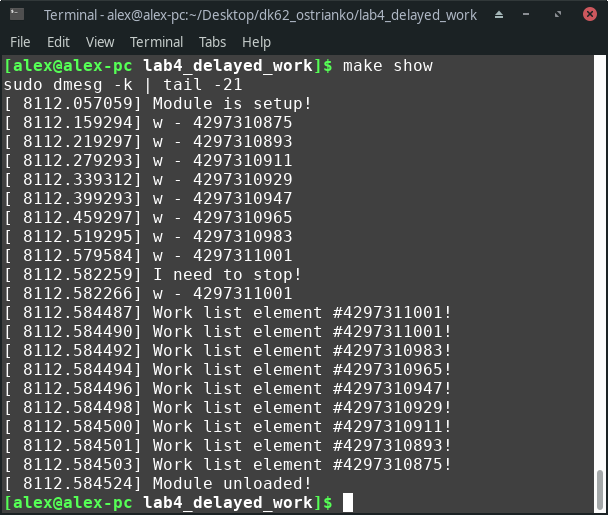 Terminal - alex@alex-pc:~/Desktop/dk62_ostrianko/lab4_delayed_work
File Edit View Terminal Tabs Help
[alex@alex-pc lab4_delayed_work]$ make show
sudo dmesg -k | tail -21
[ 8112.057059] Module is setup!
[ 8112.159294] w - 4297310875
[ 8112.219297] w - 4297310893
[ 8112.279293] w - 4297310911
[ 8112.339312] w - 4297310929
[ 8112.399293] w - 4297310947
[ 8112.459297] w - 4297310965
[ 8112.519295] w - 4297310983
[ 8112.579584] w - 4297311001
[ 8112.582259] I need to stop!
[ 8112.582266] w - 4297311001
[ 8112.584487] Work list element #4297311001!
[ 8112.584490] Work list element #4297311001!
[ 8112.584492] Work list element #4297310983!
[ 8112.584494] Work list element #4297310965!
[ 8112.584496] Work list element #4297310947!
[ 8112.584498] Work list element #4297310929!
[ 8112.584500] Work list element #4297310911!
[ 8112.584501] Work list element #4297310893!
[ 8112.584503] Work list element #4297310875!
[ 8112.584524] Module unloaded!
[alex@alex-pc lab4_delayed_work]$